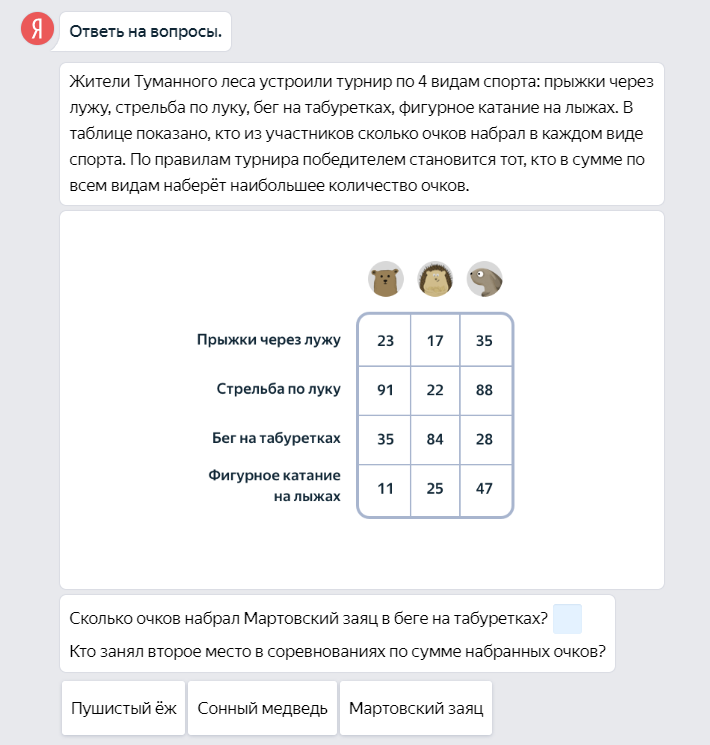 Я
Ответь на вопросы.
Жители Туманного леса устроили турнир по 4 видам спорта: прыжки через
лужу, стрельба по луку, бег на табуретках, фигурное катание на лыжах. В
таблице показано, кто из участников сколько очков набрал в каждом виде
спорта. По правилам турнира победителем становится тот, кто в сумме по
всем видам наберёт наибольшее количество очков.
Прыжки через лужу 23 17 35
Стрельба по луку 91 22 88
Бег на табуретках 35 84 28
Фигурное катание
на лыжах 11 25 47
Сколько очков набрал Мартовский заяц в беге на табуретках?
Кто занял второе место в соревнованиях по сумме набранных очков?
Пушистый ёж Сонный медведь Мартовский заяц